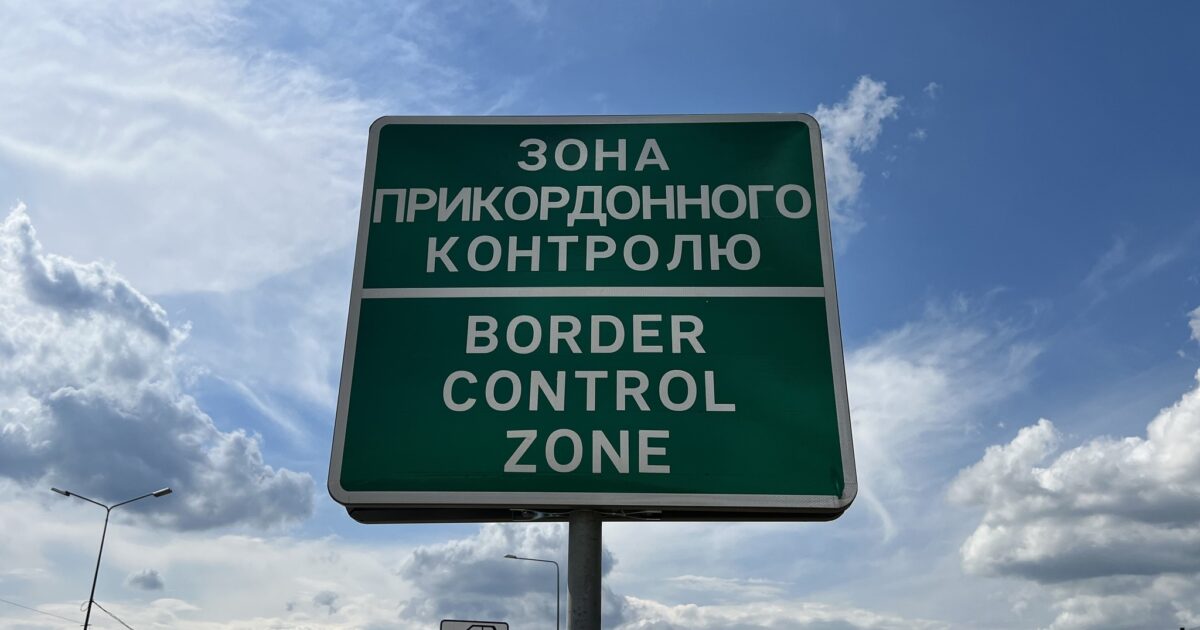 ЗОНА
ПРИКОРДОННОГО
КОНТРОЛЮ
BORDER
CONTROL
ZONE